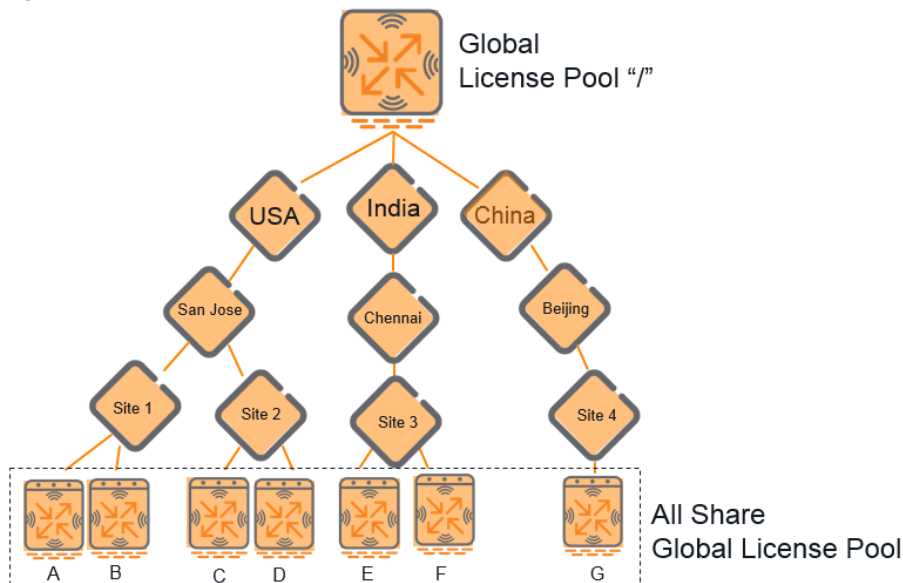 Global
License Pool “/”
USA
India
China
San Jose
Chennai
Beijing
Site 1
Site 2
Site 3
Site 4
All Share
Global License Pool
A
B
C
D
E
F
G